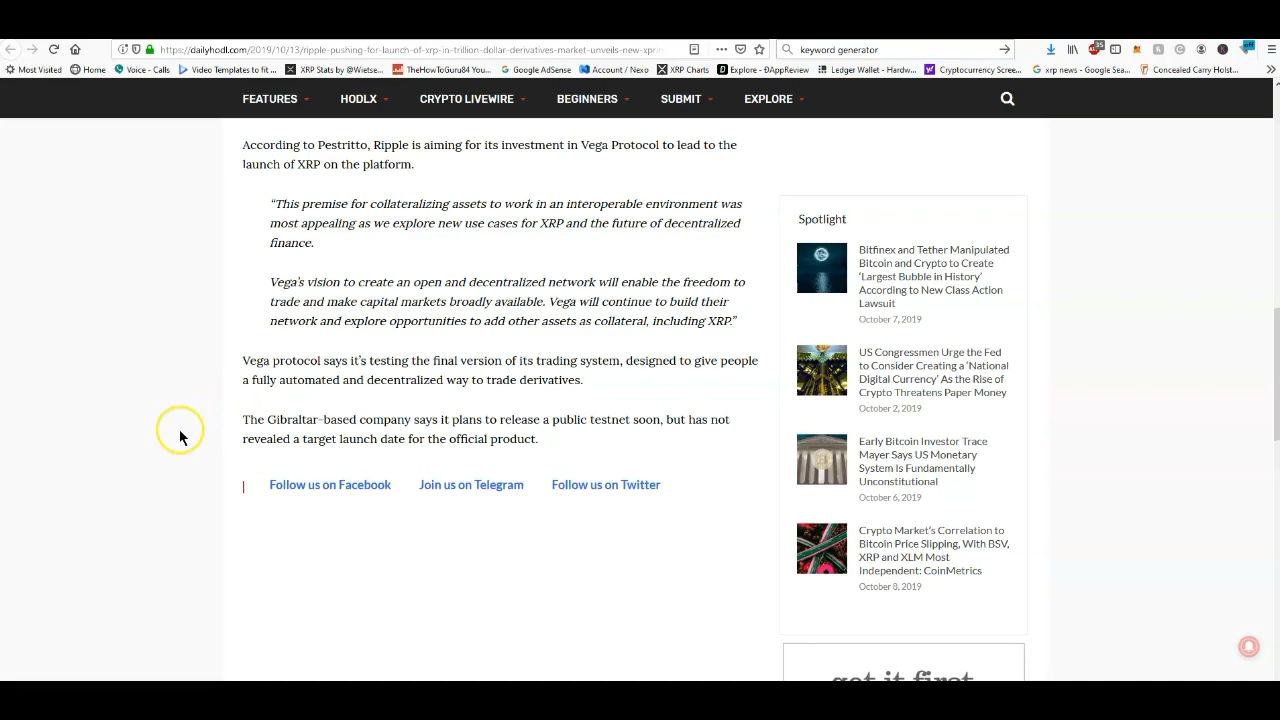 https://dailyhodl.com/2019/10/13/ripple-pushing-for-launch-of-xrp-in-trillion-dollar-derivatives-market-unveils-new-xpri
keyword generator
35
off
Most Visited
Home
Voice - Calls
Video Templates to fit ...
XRP Stats by @Wietse...
TheHowToGuru84 You...
Google AdSense
Account / Nexo
XRP Charts
Explore - ÐAppReview
Ledger Wallet - Hardw...
Cryptocurrency Scree...
xrp news - Google Sea...
Concealed Carry Holst...
FEATURES
HODLX
CRYPTO LIVEWIRE
BEGINNERS
SUBMIT
EXPLORE
According to Pestritto, Ripple is aiming for its investment in Vega Protocol to lead to the
launch of XRP on the platform.
“This premise for collateralizing assets to work in an interoperable environment was
most appealing as we explore new use cases for XRP and the future of decentralized
finance.
Vega’s vision to create an open and decentralized network will enable the freedom to
trade and make capital markets broadly available. Vega will continue to build their
network and explore opportunities to add other assets as collateral, including XRP.”
Vega protocol says it’s testing the final version of its trading system, designed to give people
a fully automated and decentralized way to trade derivatives.
The Gibraltar-based company says it plans to release a public testnet soon, but has not
revealed a target launch date for the official product.
Follow us on Facebook
Join us on Telegram
Follow us on Twitter
Spotlight
Bitfinex and Tether Manipulated
Bitcoin and Crypto to Create
‘Largest Bubble in History’
According to New Class Action
Lawsuit
October 7, 2019
US Congressmen Urge the Fed
to Consider Creating a ‘National
Digital Currency’ As the Rise of
Crypto Threatens Paper Money
October 2, 2019
Early Bitcoin Investor Trace
Mayer Says US Monetary
System Is Fundamentally
Unconstitutional
October 6, 2019
Crypto Market’s Correlation to
Bitcoin Price Slipping, With BSV,
XRP and XLM Most
Independent: CoinMetrics
October 8, 2019
get it first